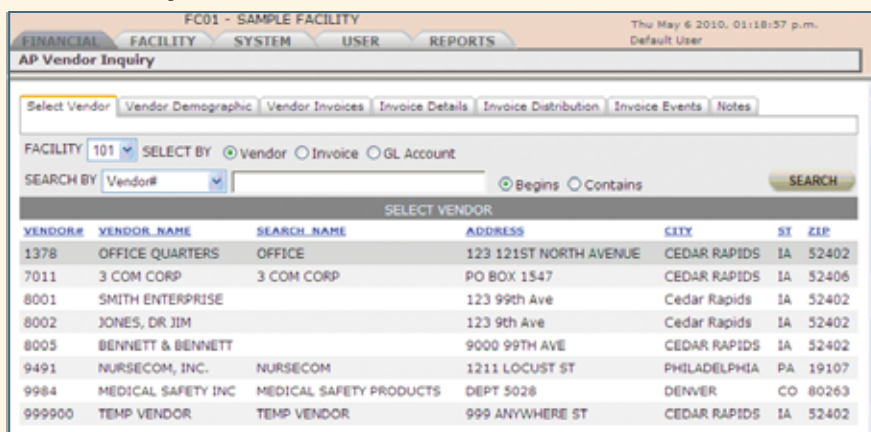 FC01 - SAMPLE FACILITY
Thu May 6 2010, 01:18:57 p.m.
FINANCIAL FACILITY SYSTEM USER REPORTS
Default User
AP Vendor Inquiry
Select Vendor Vendor Demographic Vendor Invoices Invoice Details Invoice Distribution Invoice Events Notes
FACILITY 101 SELECT BY Vendor Invoice GL Account
SEARCH BY Vendor# Begins Contains SEARCH
SELECT VENDOR
VENDOR# VENDOR NAME SEARCH NAME ADDRESS CITY ST ZIP
1378 OFFICE QUARTERS OFFICE 123 121ST NORTH AVENUE CEDAR RAPIDS IA 52402
7011 3 COM CORP 3 COM CORP PO BOX 1547 CEDAR RAPIDS IA 52406
8001 SMITH ENTERPRISE 123 99th Ave Cedar Rapids IA 52402
8002 JONES, DR JIM 123 9th Ave Cedar Rapids IA 52402
8005 BENNETT & BENNETT 9000 99TH AVE CEDAR RAPIDS IA 52402
9491 NURSECOM, INC. NURSECOM 1211 LOCUST ST PHILADELPHIA PA 19107
9984 MEDICAL SAFETY INC MEDICAL SAFETY PRODUCTS DEPT 5028 DENVER CO 80263
999900 TEMP VENDOR TEMP VENDOR 999 ANYWHERE ST CEDAR RAPIDS IA 52402